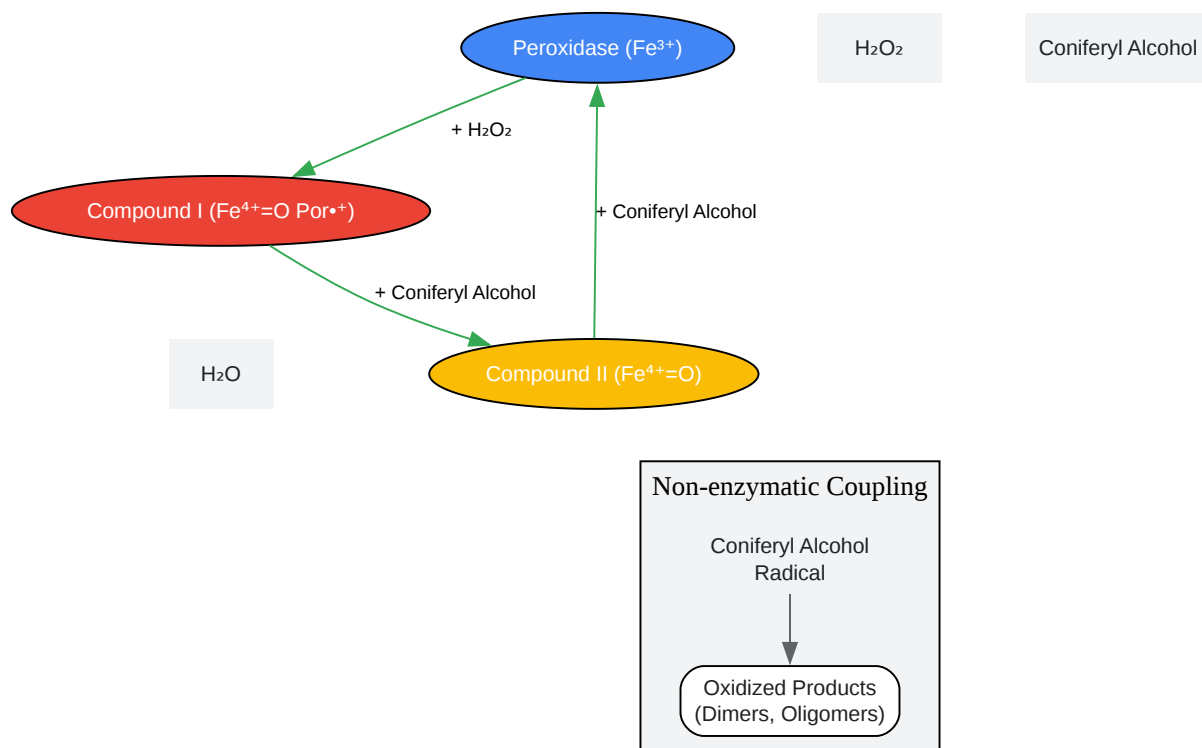 Peroxidase (Fe³⁺)
H₂O₂
Coniferyl Alcohol
+ H₂O₂
Compound I (Fe⁴⁺=O Por•⁺)
+ Coniferyl Alcohol
+ Coniferyl Alcohol
H₂O
Compound II (Fe⁴⁺=O)
Non-enzymatic Coupling
Coniferyl Alcohol
Radical
Oxidized Products
(Dimers, Oligomers)